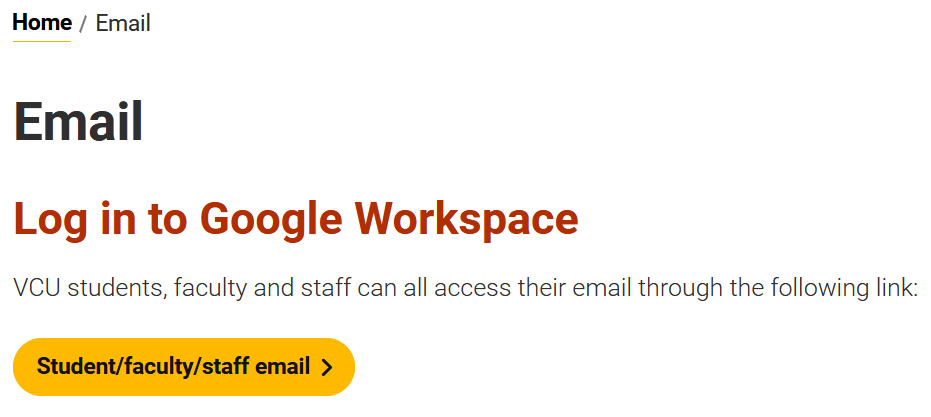 Home / Email
Email
Log in to Google Workspace
VCU students, faculty and staff can all access their email through the following link:
Student/faculty/staff email >